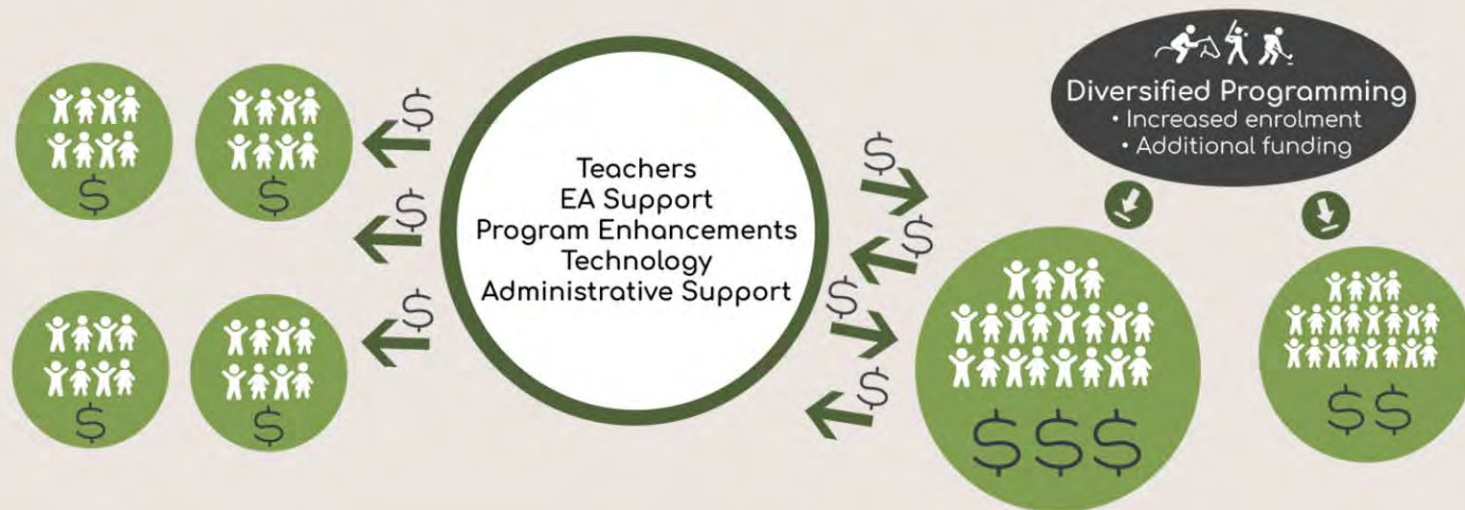 $
$
$
$
$
$
$
Teachers
EA Support
Program Enhancements
Technology
Administrative Support
$
$
$
$
Diversified Programming
• Increased enrolment
• Additional funding
$$$
$$